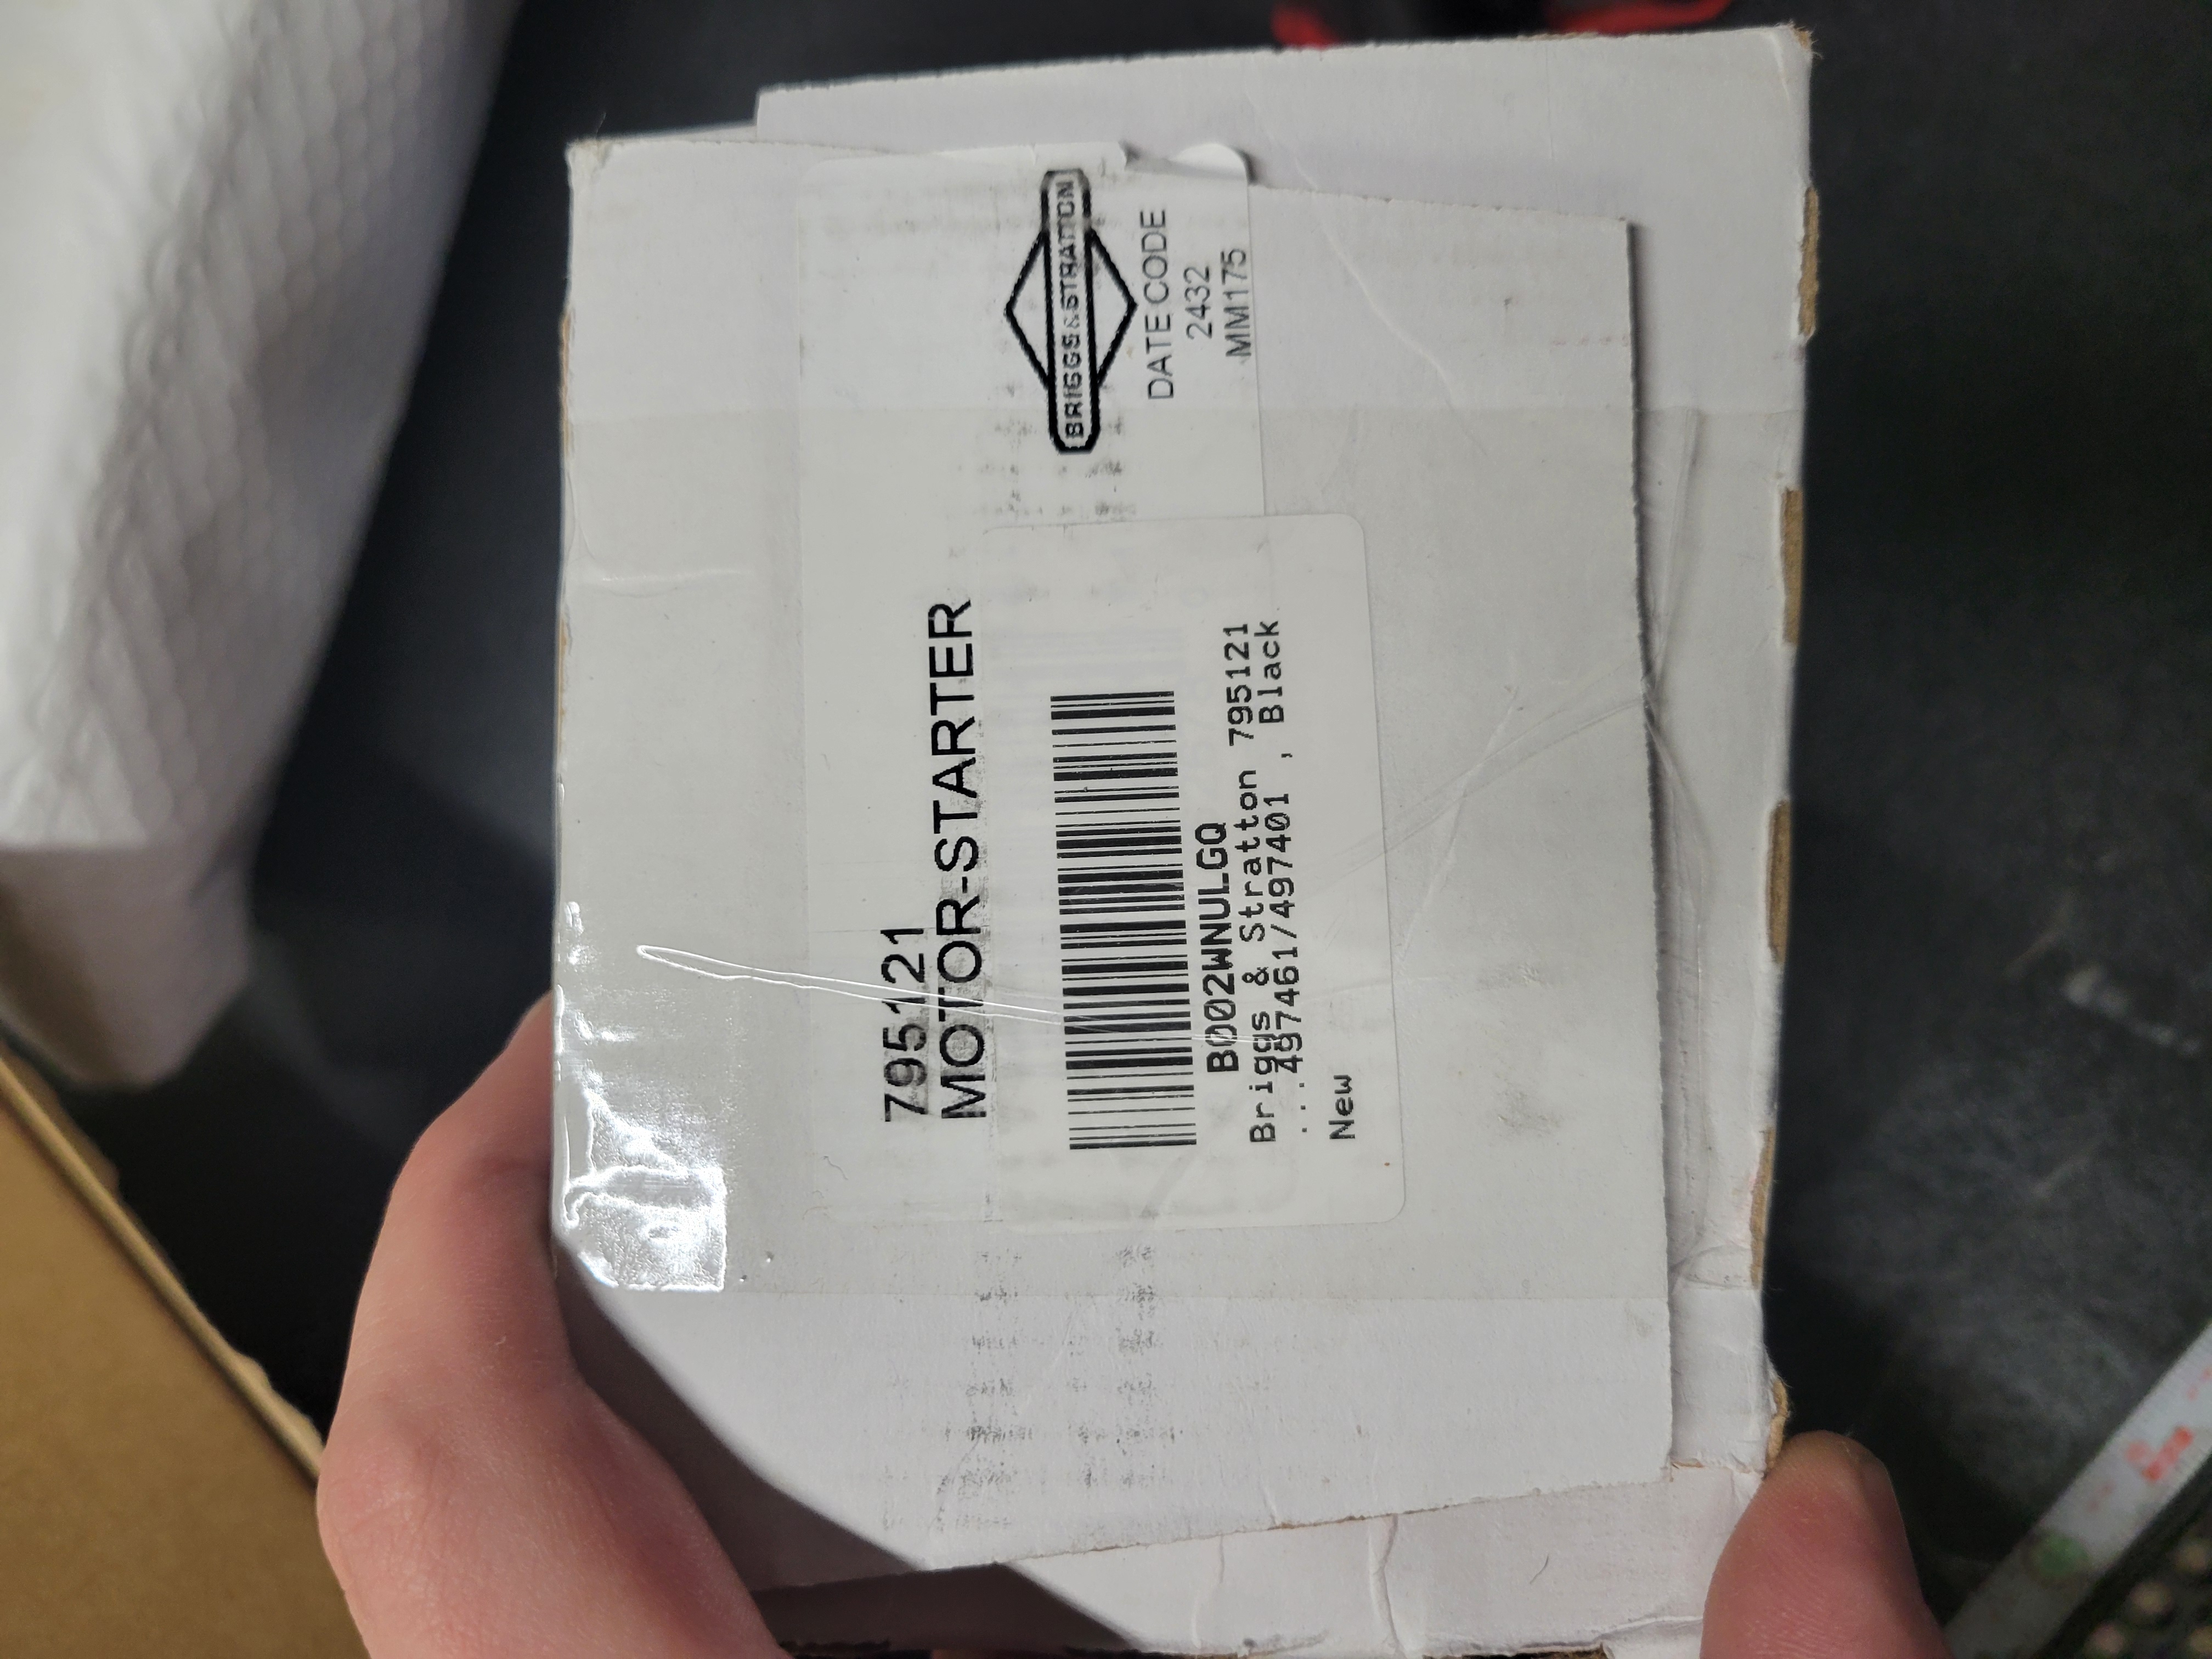 795121
MOTOR-STARTER
BRIGGS & STRATTON
DATE CODE
2432
MM175
B002WNULGQ
Briggs & Stratton 795121
...497461/497401 , Black
New